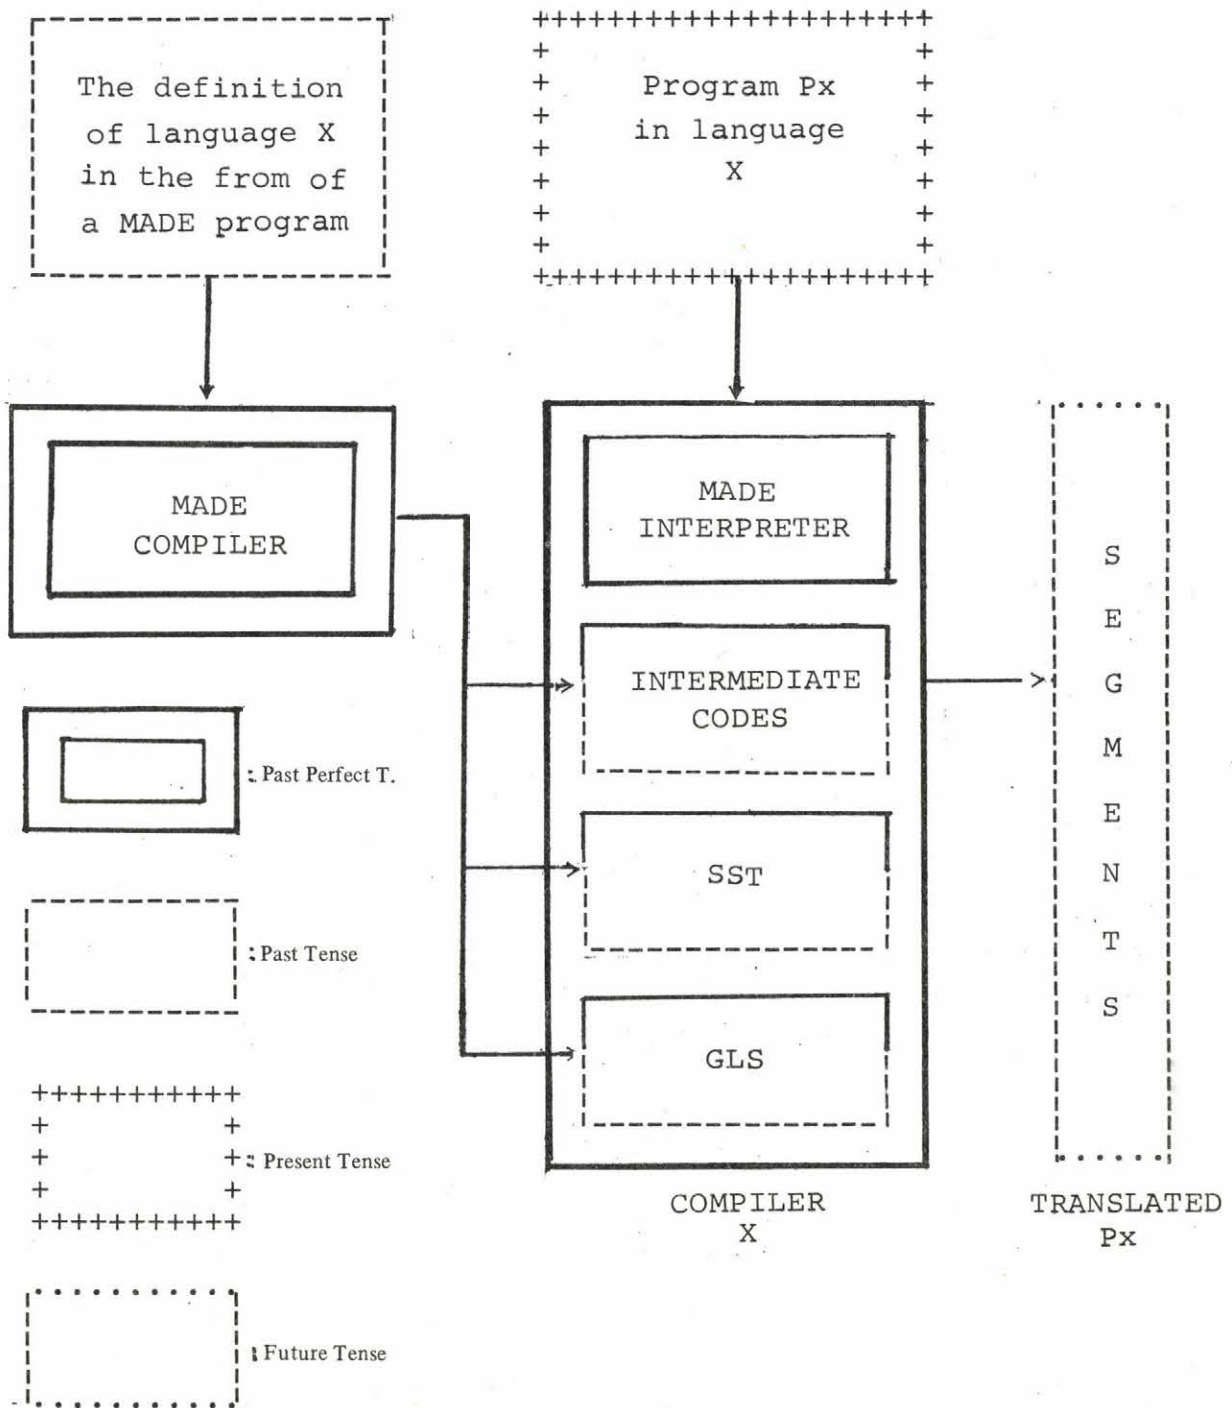 The definition
of language X
in the from of
a MADE program
Program Px
in language
X
MADE
COMPILER
MADE
INTERPRETER
INTERMEDIATE
CODES
SST
GLS
COMPILER
X
S
E
G
M
E
N
T
S
TRANSLATED
Px
: Past Perfect T.
: Past Tense
: Present Tense
: Future Tense